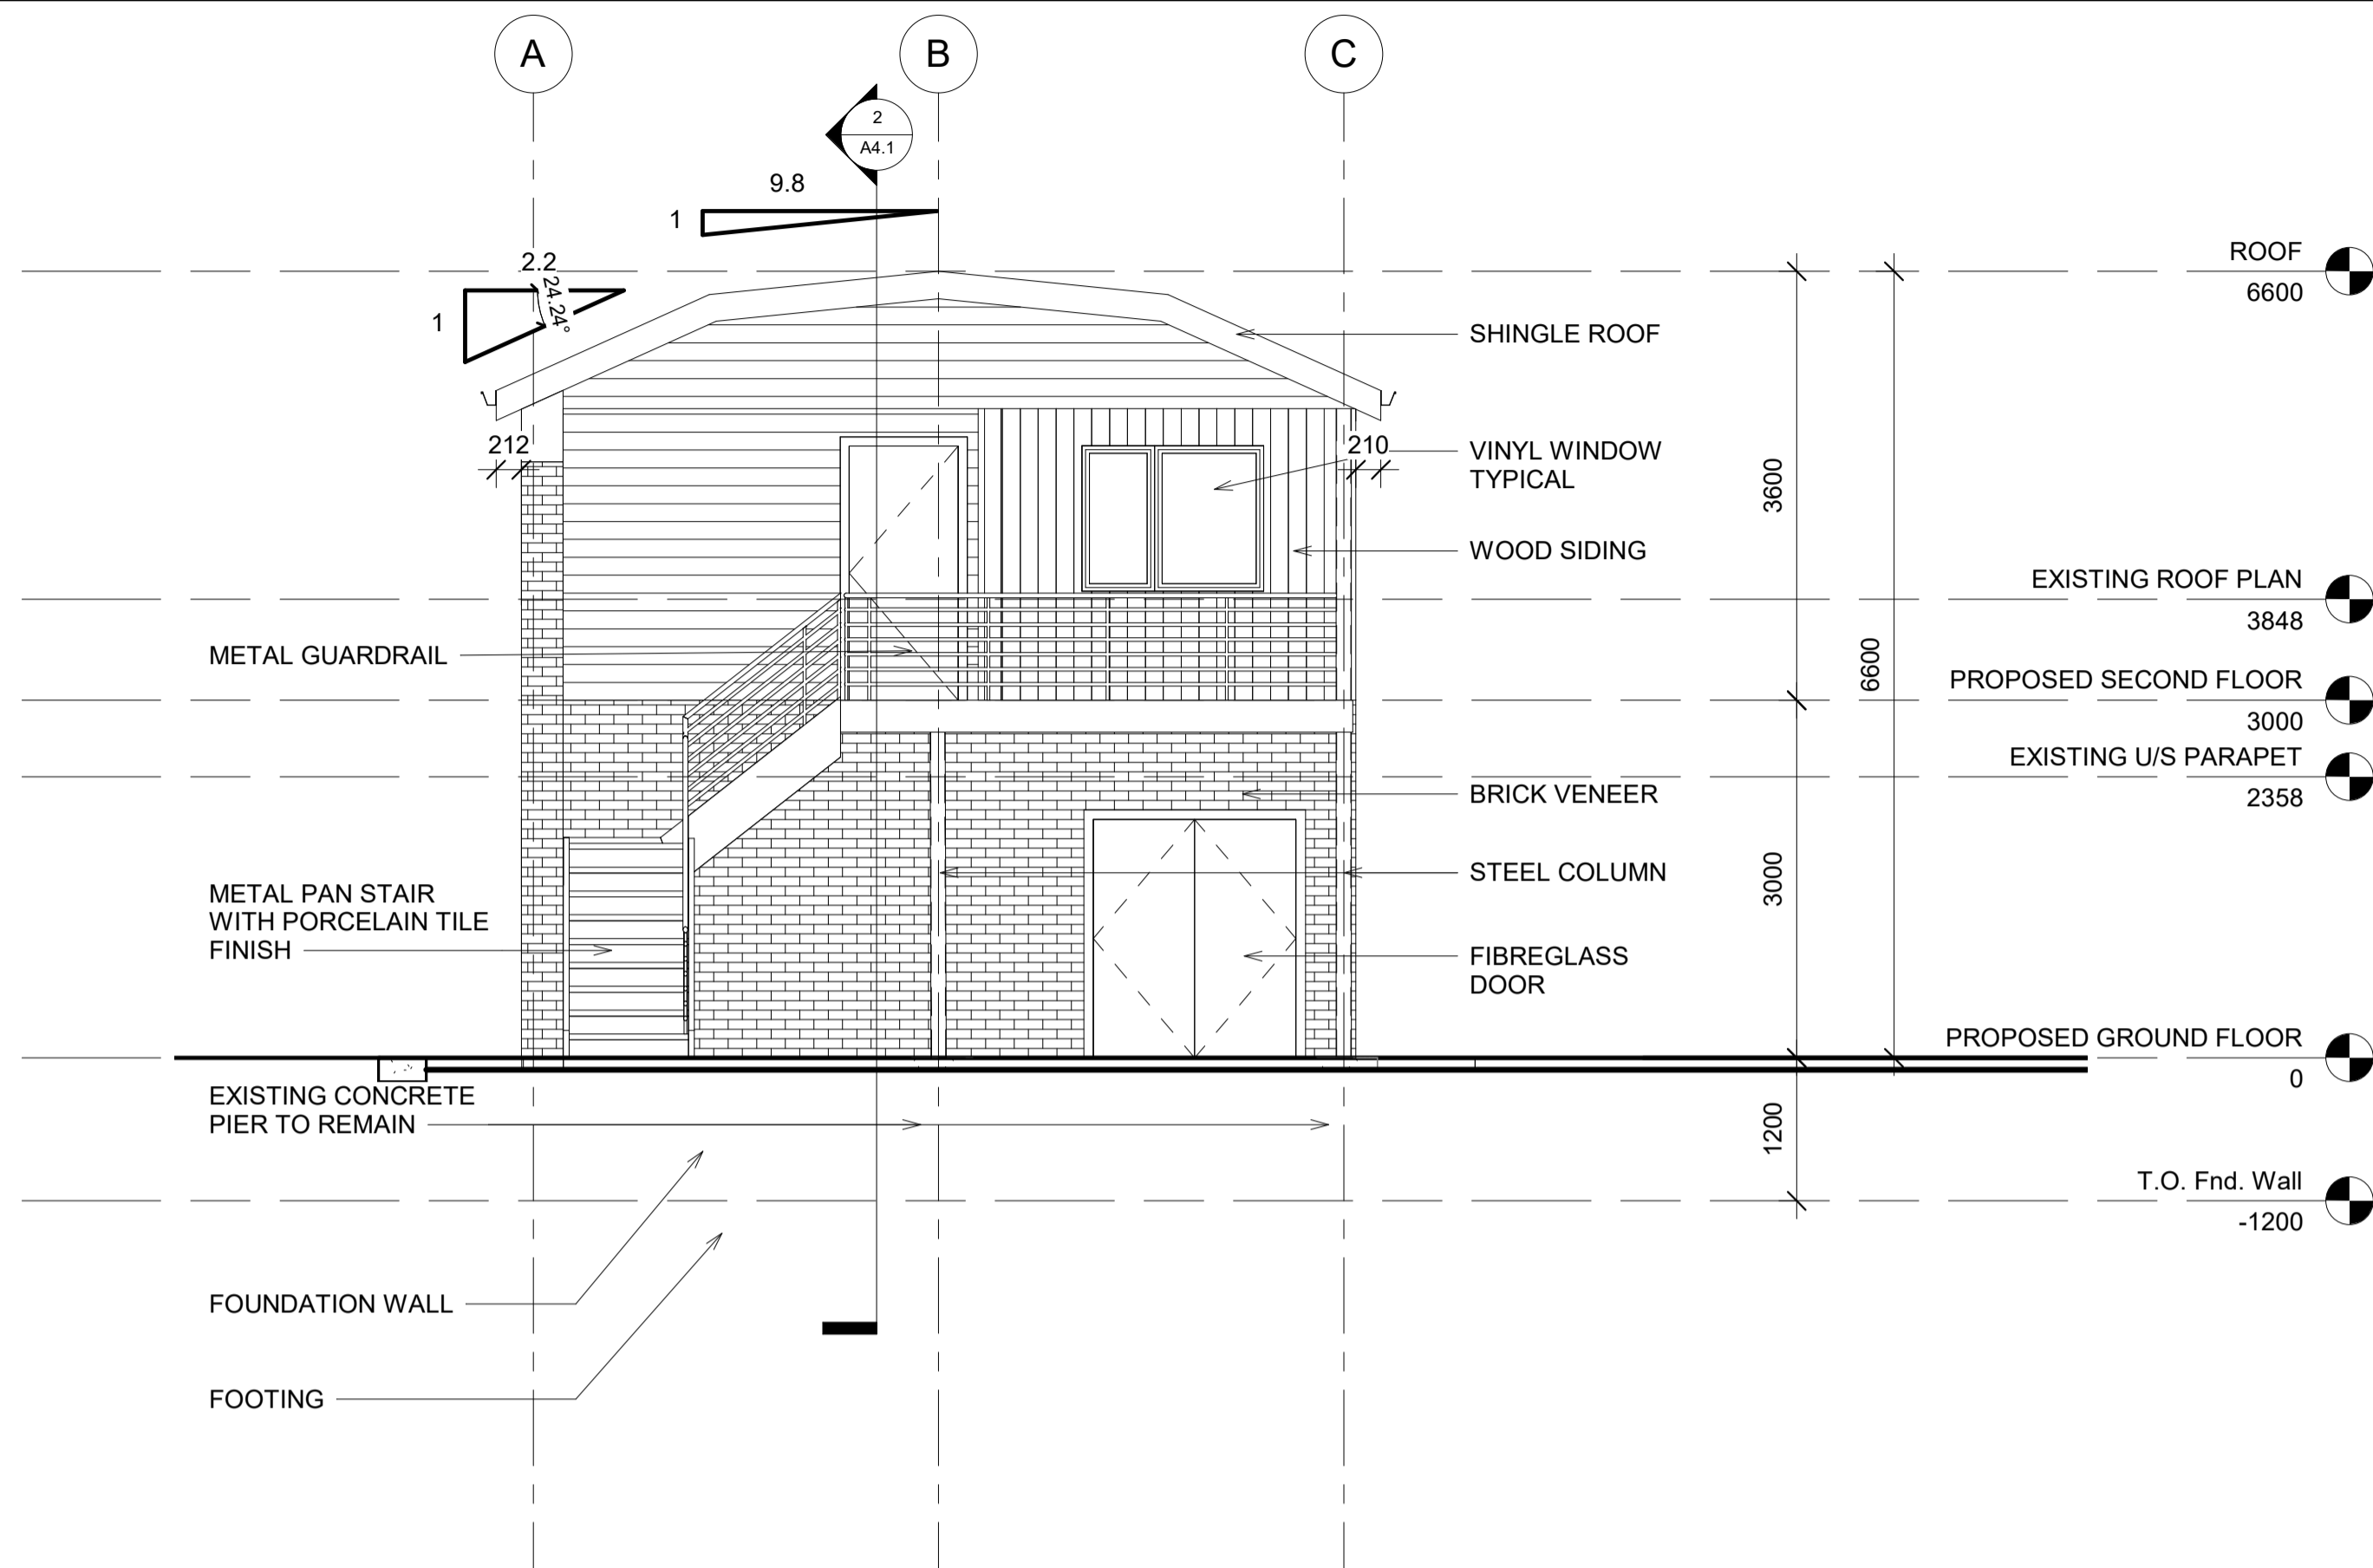 A
B
C
2
A4.1
9.8
1
2.2
24.24°
1
ROOF
6600
SHINGLE ROOF
212
210
VINYL WINDOW
TYPICAL
3600
WOOD SIDING
EXISTING ROOF PLAN
3848
METAL GUARDRAIL
6600
PROPOSED SECOND FLOOR
3000
EXISTING U/S PARAPET
2358
BRICK VENEER
STEEL COLUMN
3000
METAL PAN STAIR
WITH PORCELAIN TILE
FINISH
FIBREGLASS
DOOR
PROPOSED GROUND FLOOR
0
EXISTING CONCRETE
PIER TO REMAIN
1200
T.O. Fnd. Wall
-1200
FOUNDATION WALL
FOOTING